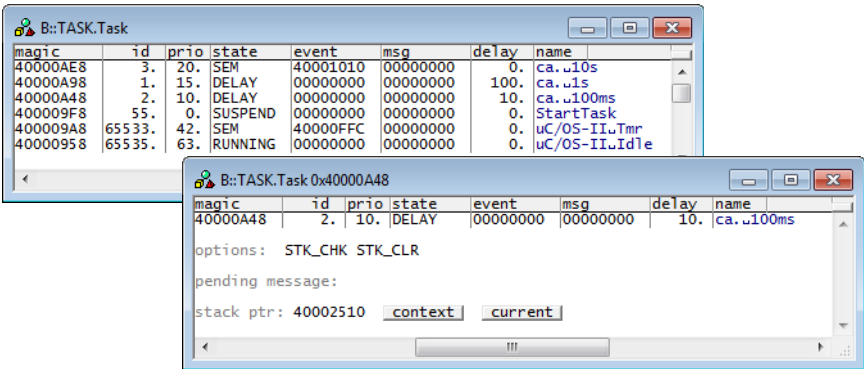 B::TASK.Task
magic id prio state event msg delay name
40000AE8 3. 20. SEM 40001010 00000000 0. ca.␣10s
40000A98 1. 15. DELAY 00000000 00000000 100. ca.␣1s
40000A48 2. 10. DELAY 00000000 00000000 10. ca.␣100ms
400009F8 55. 0. SUSPEND 00000000 00000000 0. StartTask
400009A8 65533. 42. SEM 40000FFC 00000000 0. uC/OS-II␣Tmr
40000958 65535. 63. RUNNING 00000000 00000000 0. uC/OS-II␣Idle
B::TASK.Task 0x40000A48
magic id prio state event msg delay name
40000A48 2. 10. DELAY 00000000 00000000 10. ca.␣100ms
options: STK_CHK STK_CLR
pending message:
stack ptr: 40002510 context current